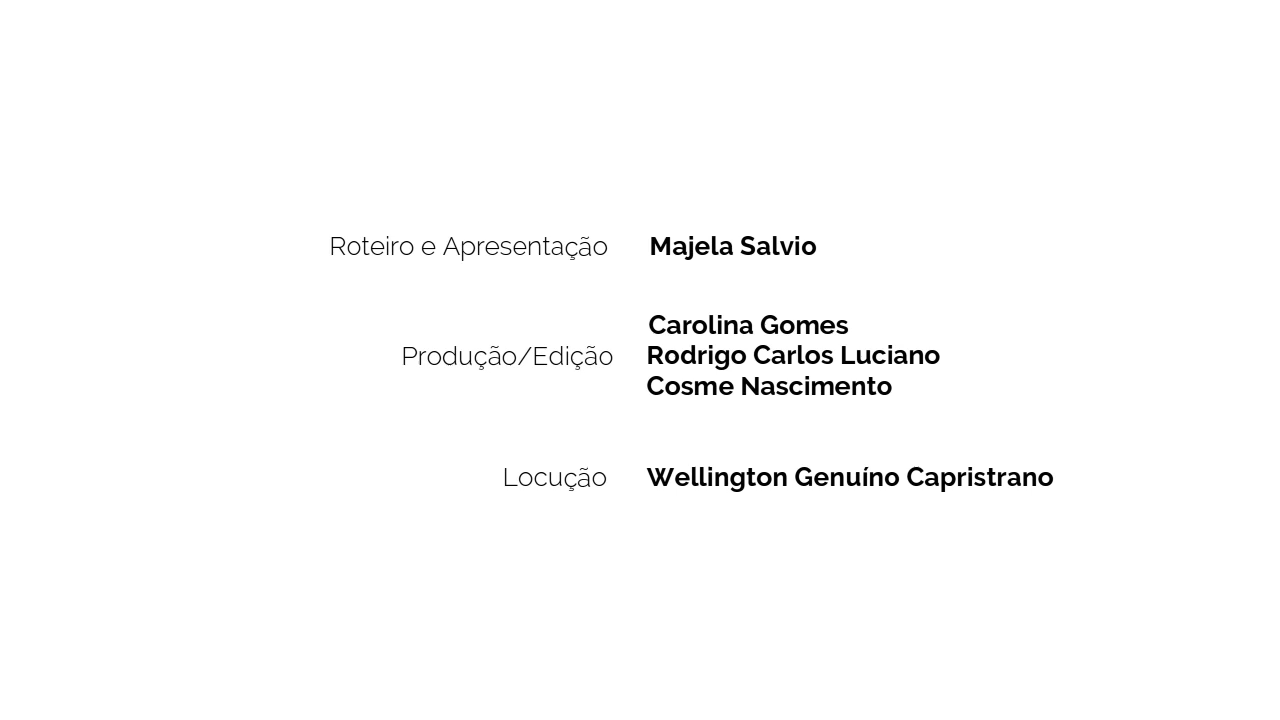 Roteiro e Apresentação Majela Salvio
Carolina Gomes
Produção/Edição Rodrigo Carlos Luciano
Cosme Nascimento
Locução Wellington Genuíno Capristrano